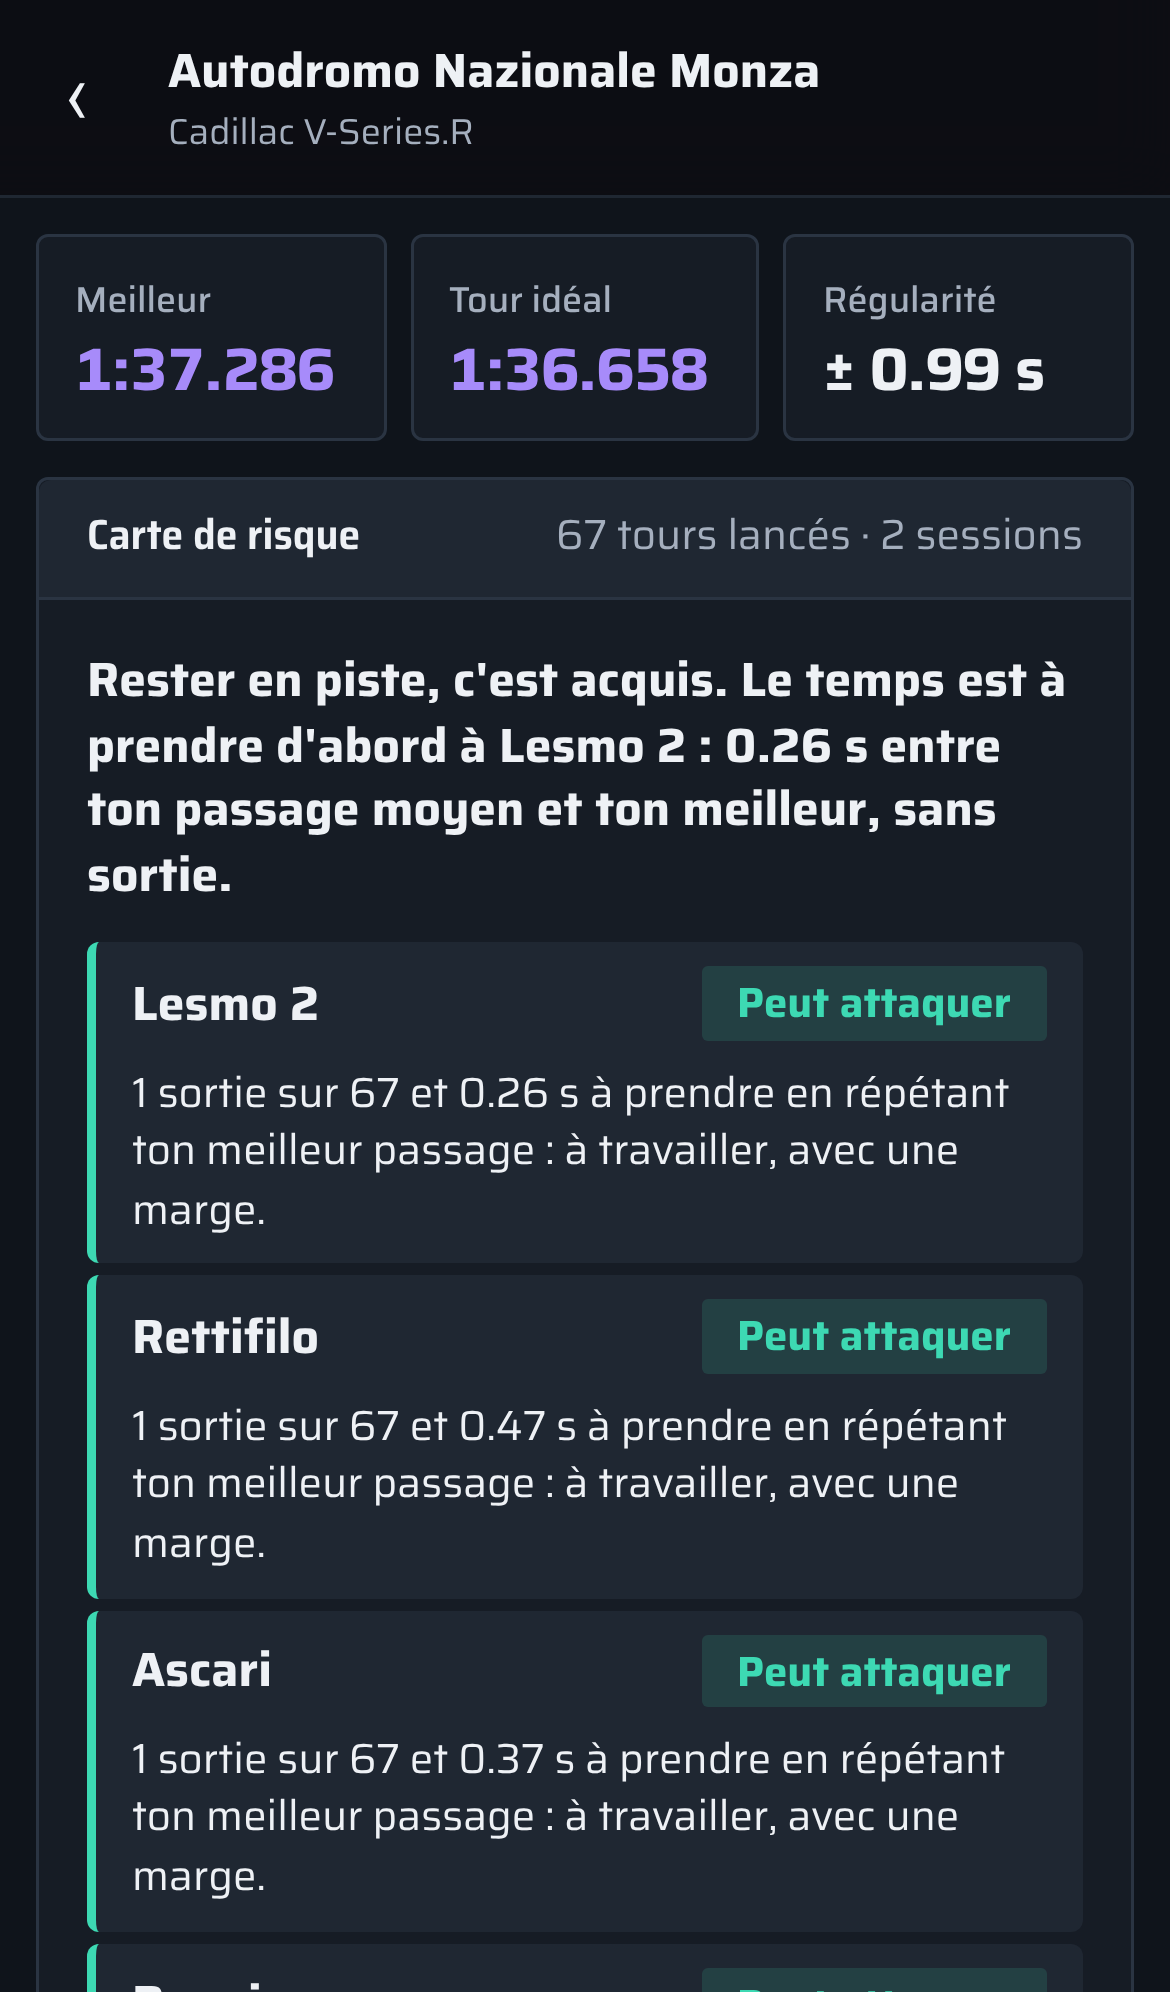 Autodromo Nazionale Monza
Cadillac V-Series.R
Meilleur
1:37.286
Tour idéal
1:36.658
Régularité
± 0.99 s
Carte de risque
67 tours lancés · 2 sessions
Rester en piste, c'est acquis. Le temps est à
prendre d'abord à Lesmo 2 : 0.26 s entre
ton passage moyen et ton meilleur, sans
sortie.
Lesmo 2
Peut attaquer
1 sortie sur 67 et 0.26 s à prendre en répétant
ton meilleur passage : à travailler, avec une
marge.
Rettifilo
Peut attaquer
1 sortie sur 67 et 0.47 s à prendre en répétant
ton meilleur passage : à travailler, avec une
marge.
Ascari
Peut attaquer
1 sortie sur 67 et 0.37 s à prendre en répétant
ton meilleur passage : à travailler, avec une
marge.